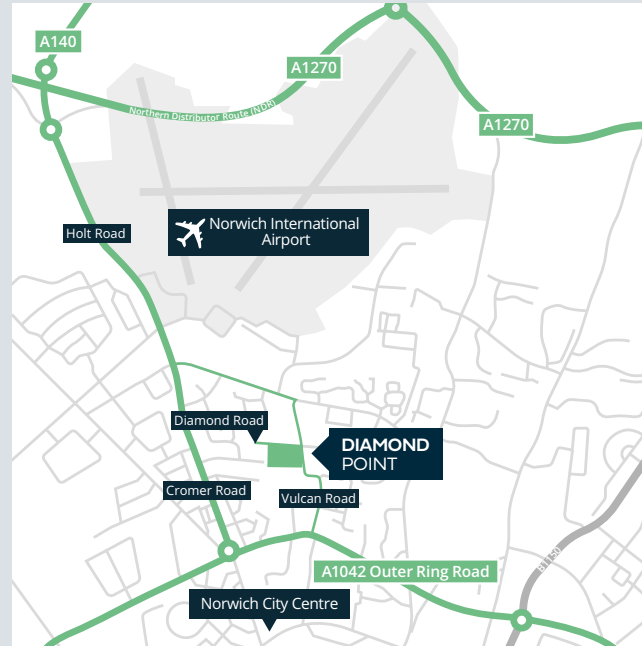 A140
A1270
Northern Distributor Route (NDR)
A1270
Holt Road
Norwich International
Airport
Diamond Road
DIAMOND
POINT
Cromer Road
Vulcan Road
B1150
A1042 Outer Ring Road
Norwich City Centre